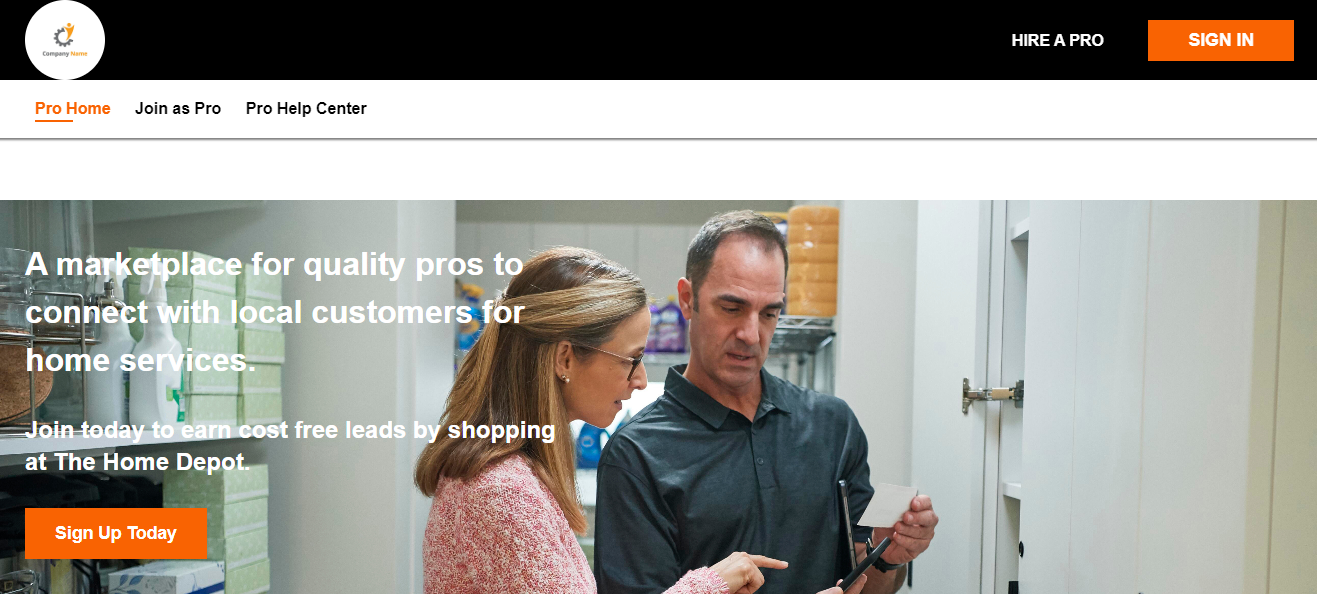 Company Name
HIRE A PRO
SIGN IN
Pro Home
Join as Pro
Pro Help Center
A marketplace for quality pros to
connect with local customers for
home services.
Join today to earn cost free leads by shopping
at The Home Depot.
Sign Up Today